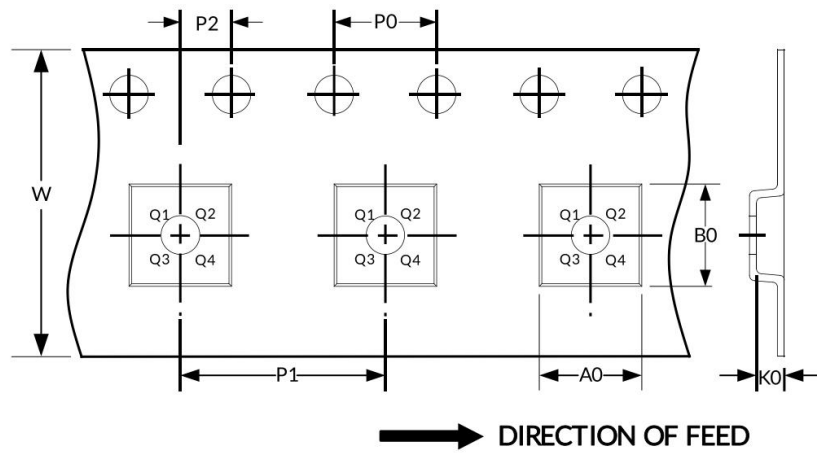 P2
P0
W
Q1 Q2
Q3 Q4
Q1 Q2
Q3 Q4
Q1 Q2
Q3 Q4
B0
P1
A0
K0
DIRECTION OF FEED